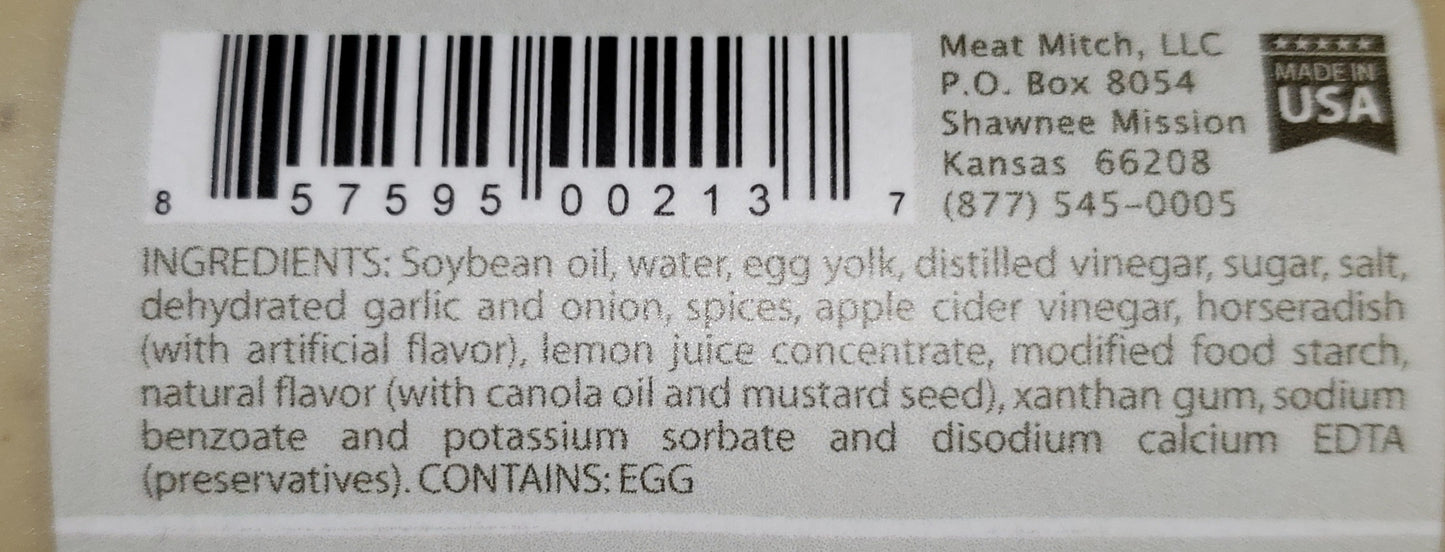 8 57595 00213 7
Meat Mitch, LLC
P.O. Box 8054
Shawnee Mission
Kansas 66208
(877) 545-0005
MADE IN
USA
INGREDIENTS: Soybean oil, water, egg yolk, distilled vinegar, sugar, salt,
dehydrated garlic and onion, spices, apple cider vinegar, horseradish
(with artificial flavor), lemon juice concentrate, modified food starch,
natural flavor (with canola oil and mustard seed), xanthan gum, sodium
benzoate and potassium sorbate and disodium calcium EDTA
(preservatives). CONTAINS: EGG